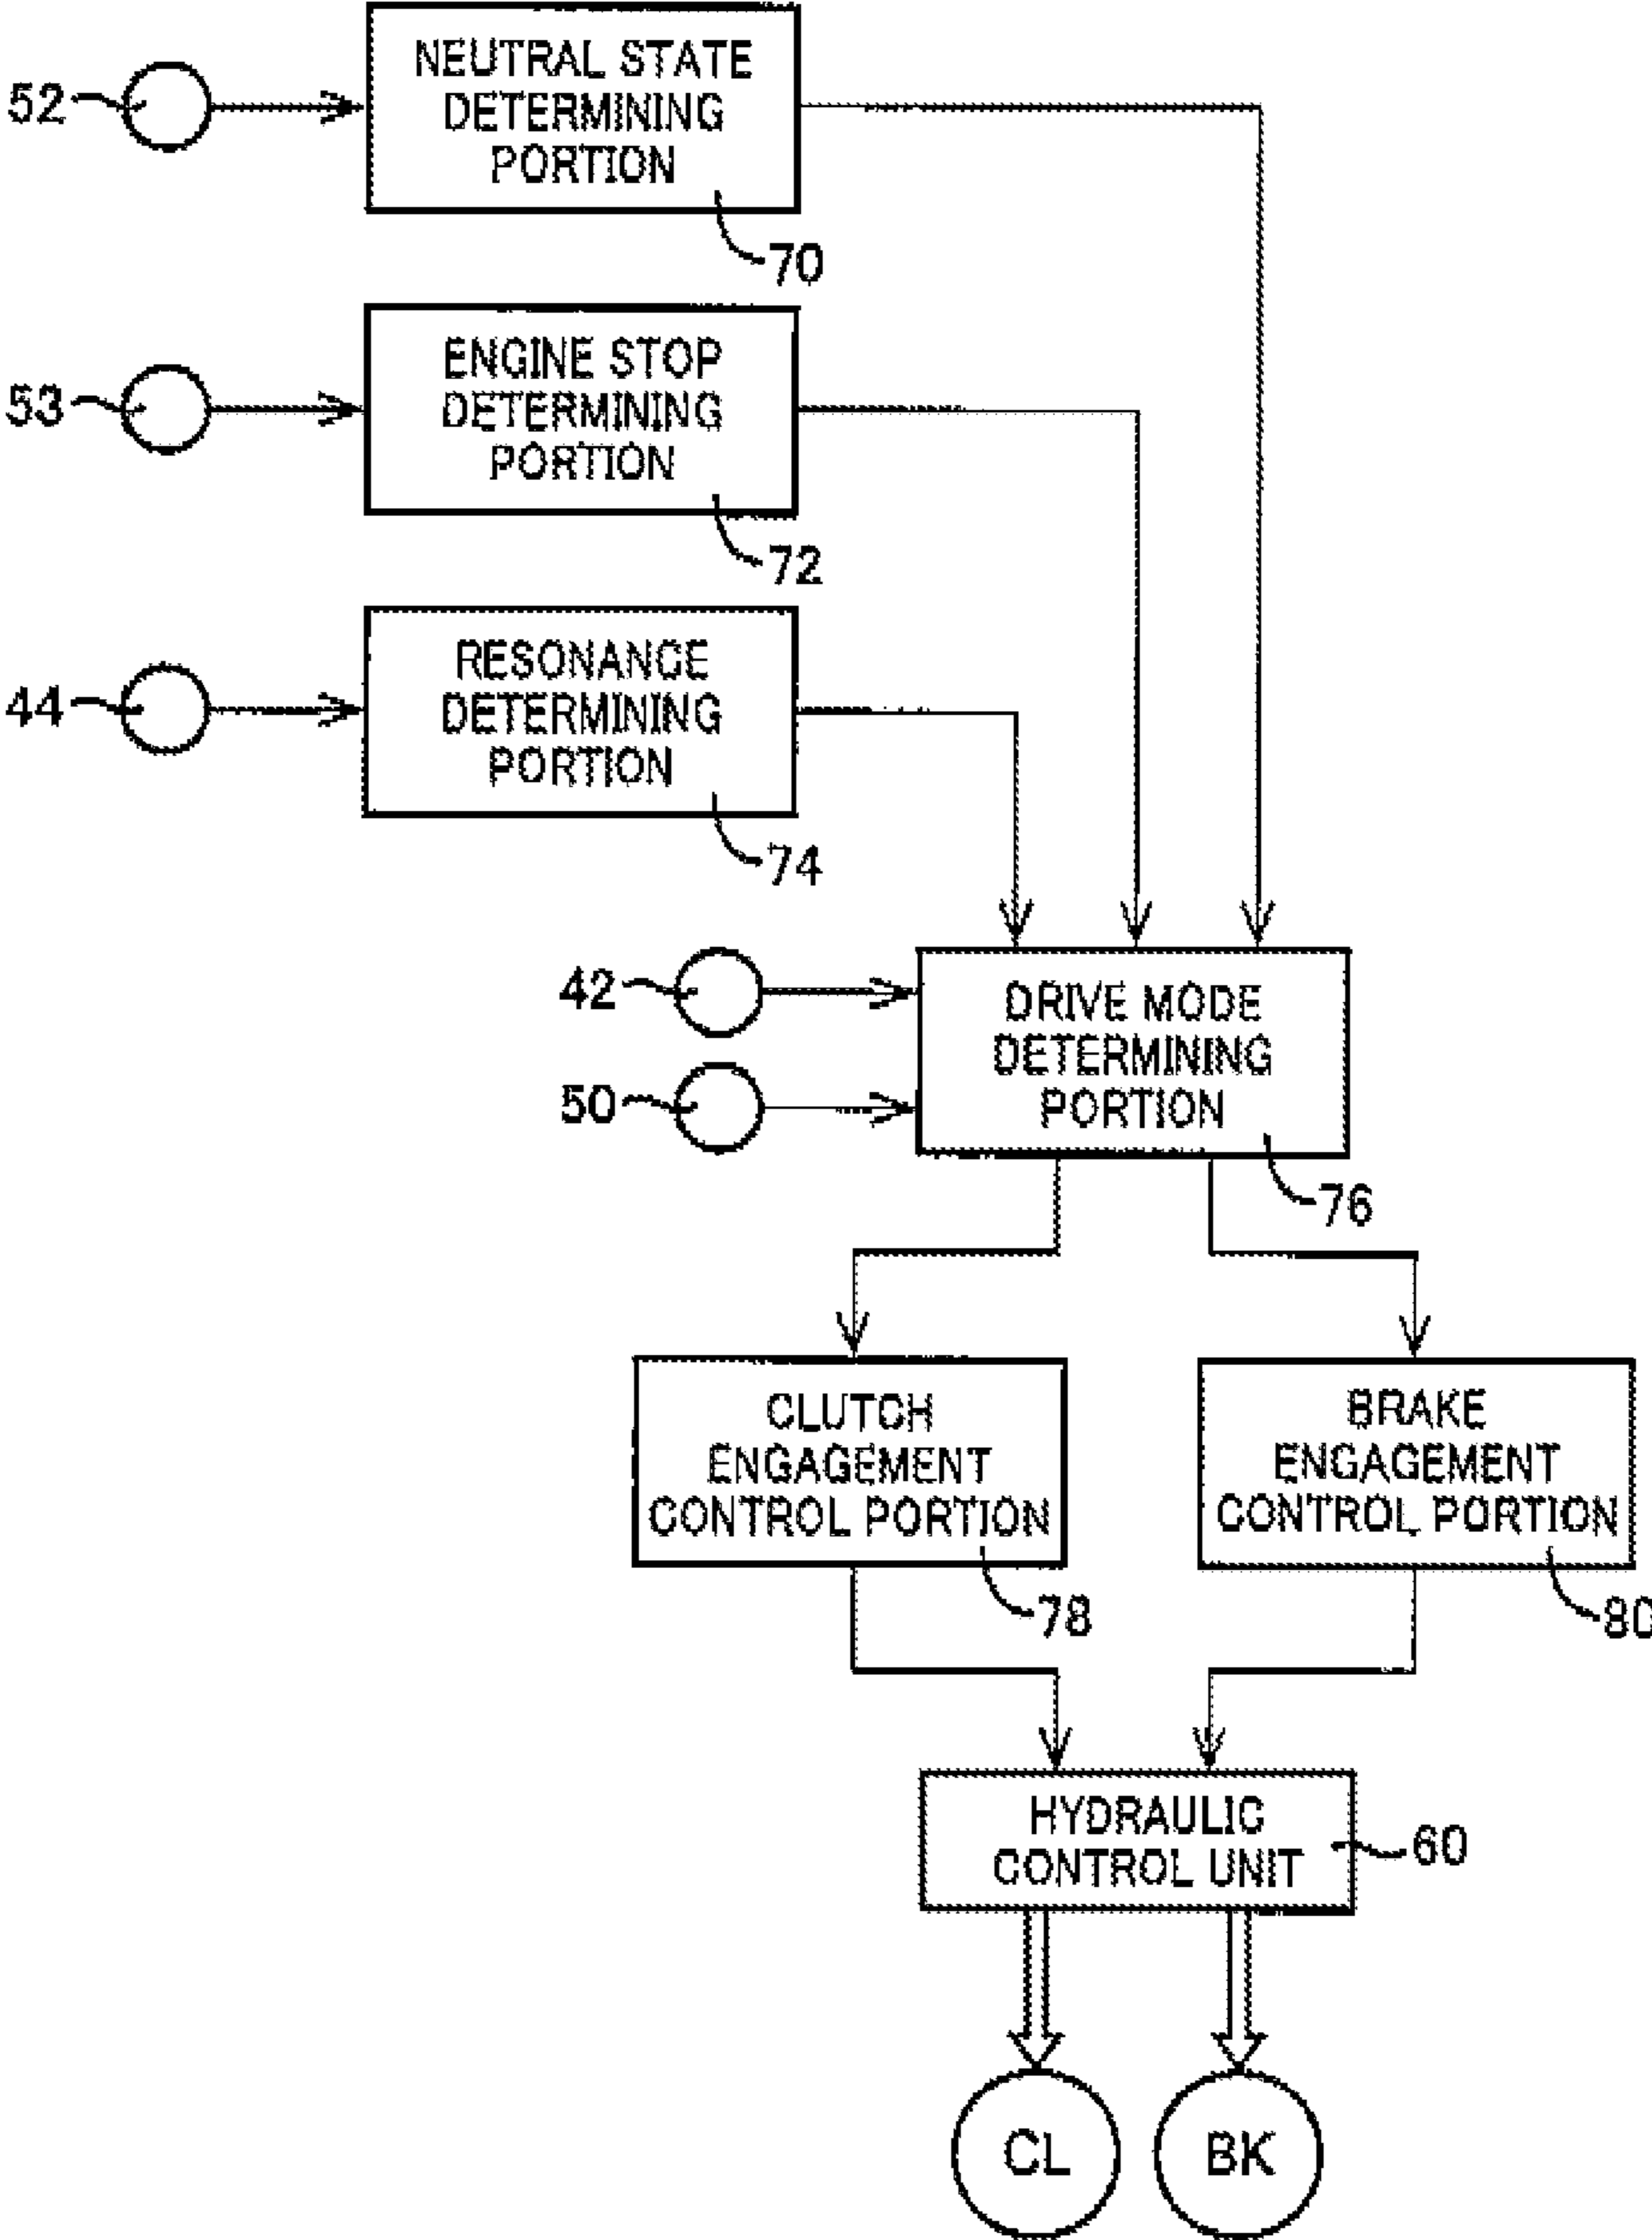 52
NEUTRAL STATE
DETERMINING
PORTION
70
53
ENGINE STOP
DETERMINING
PORTION
72
44
RESONANCE
DETERMINING
PORTION
74
42
50
DRIVE MODE
DETERMINING
PORTION
76
CLUTCH
ENGAGEMENT
CONTROL PORTION
78
BRAKE
ENGAGEMENT
CONTROL PORTION
80
HYDRAULIC
CONTROL UNIT
60
CL
BK